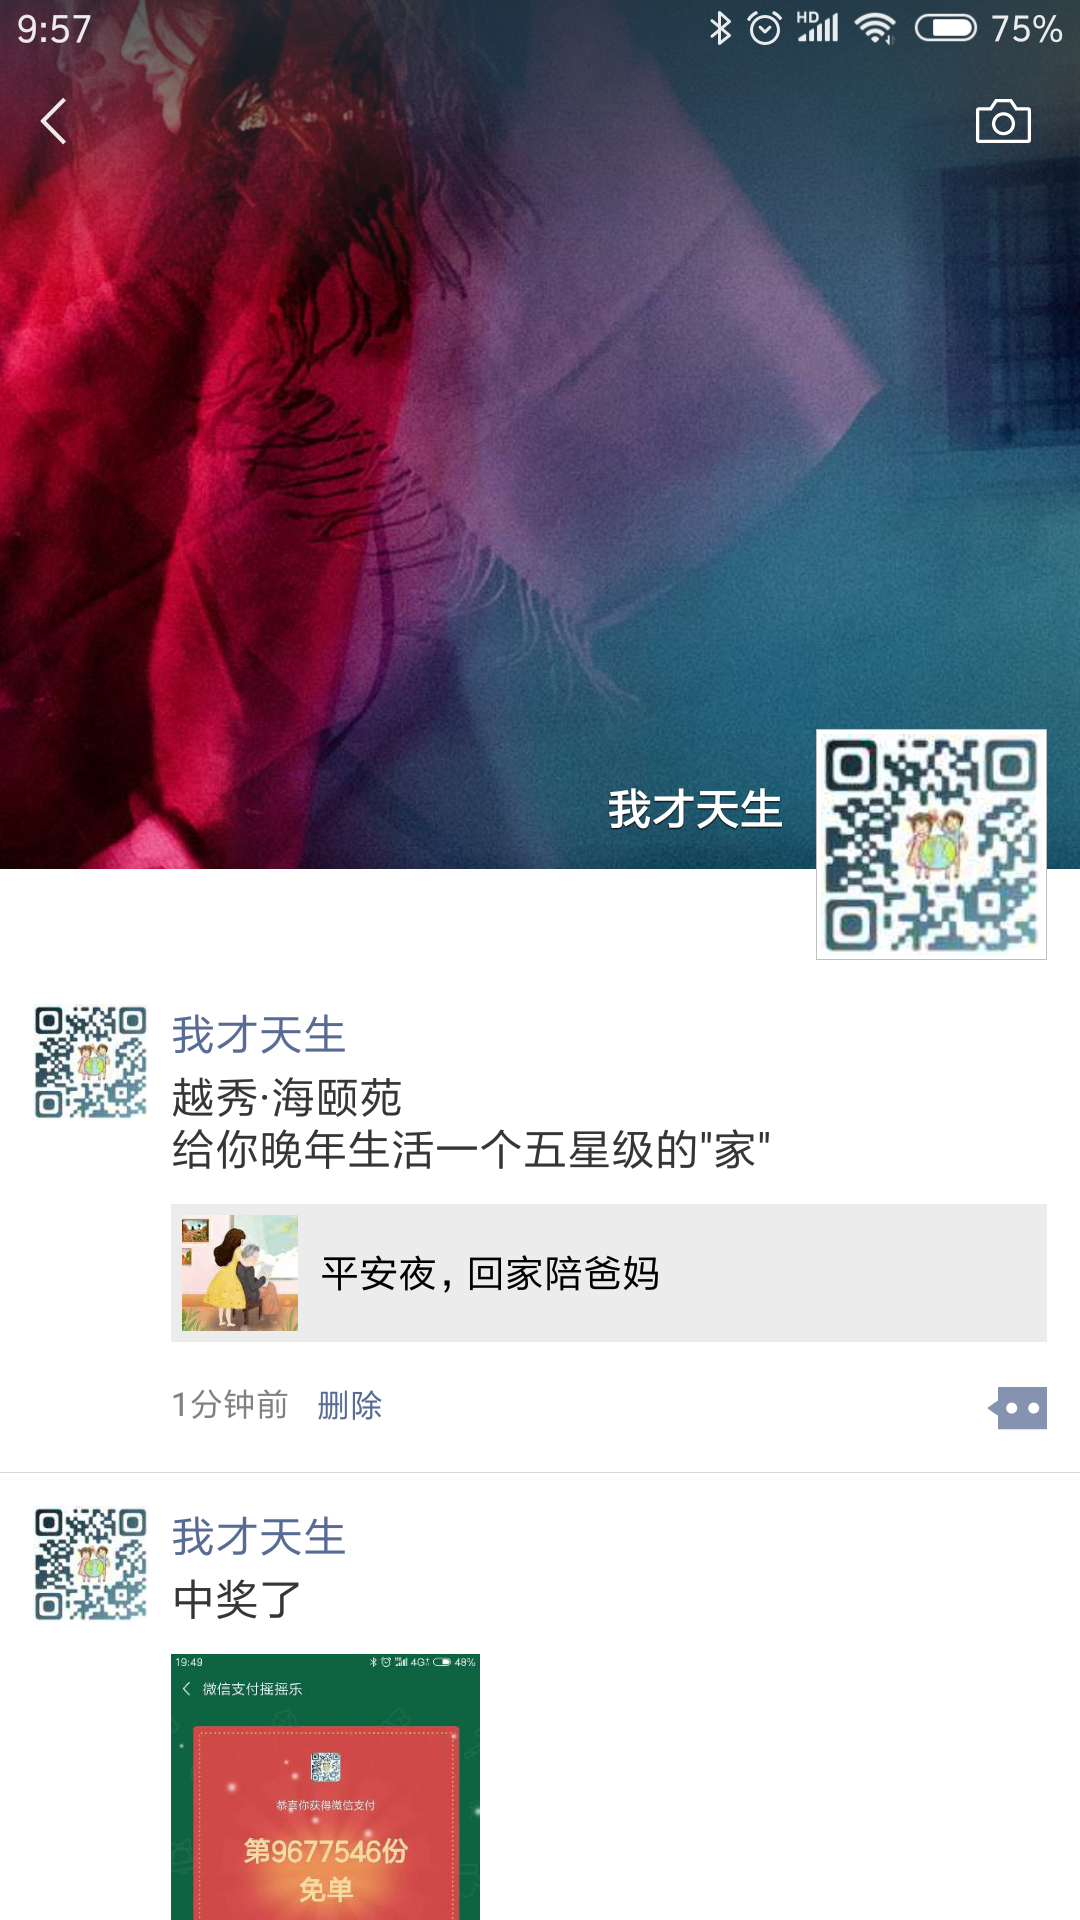 9:57
HD
75%
我才天生
我才天生
越秀·海颐苑
给你晚年生活一个五星级的"家"
平安夜，回家陪爸妈
1分钟前 删除
我才天生
中奖了
19:49
4G
48%
微信支付摇摇乐
恭喜你获得微信支付
第9677546份
免单